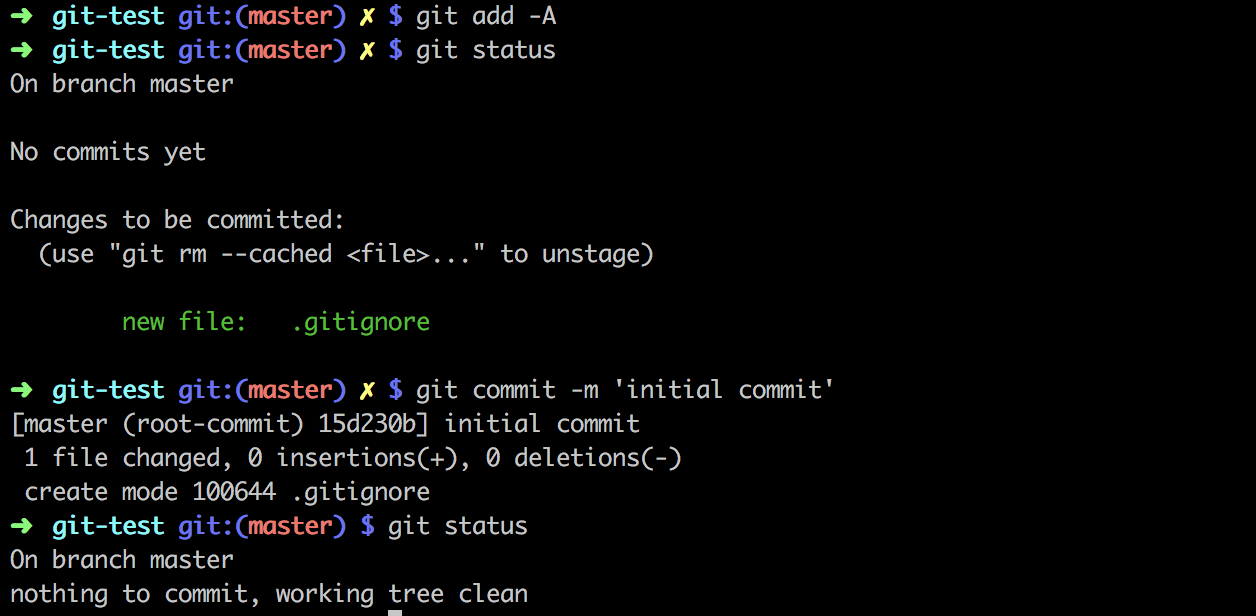 ➜ git-test git:(master) ✗ $ git add -A
➜ git-test git:(master) ✗ $ git status
On branch master
No commits yet
Changes to be committed:
  (use "git rm --cached <file>..." to unstage)
        new file:   .gitignore
➜ git-test git:(master) ✗ $ git commit -m 'initial commit'
[master (root-commit) 15d230b] initial commit
 1 file changed, 0 insertions(+), 0 deletions(-)
 create mode 100644 .gitignore
➜ git-test git:(master) $ git status
On branch master
nothing to commit, working tree clean